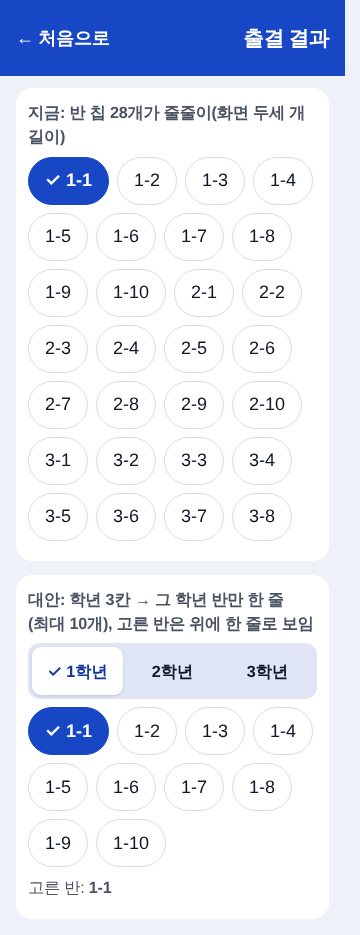 ← 처음으로
출결 결과
지금: 반 칩 28개가 줄줄이(화면 두세 개
길이)
✓ 1-1 1-2 1-3 1-4
1-5 1-6 1-7 1-8
1-9 1-10 2-1 2-2
2-3 2-4 2-5 2-6
2-7 2-8 2-9 2-10
3-1 3-2 3-3 3-4
3-5 3-6 3-7 3-8
대안: 학년 3칸 → 그 학년 반만 한 줄
(최대 10개), 고른 반은 위에 한 줄로 보임
✓ 1학년 2학년 3학년
✓ 1-1 1-2 1-3 1-4
1-5 1-6 1-7 1-8
1-9 1-10
고른 반: 1-1